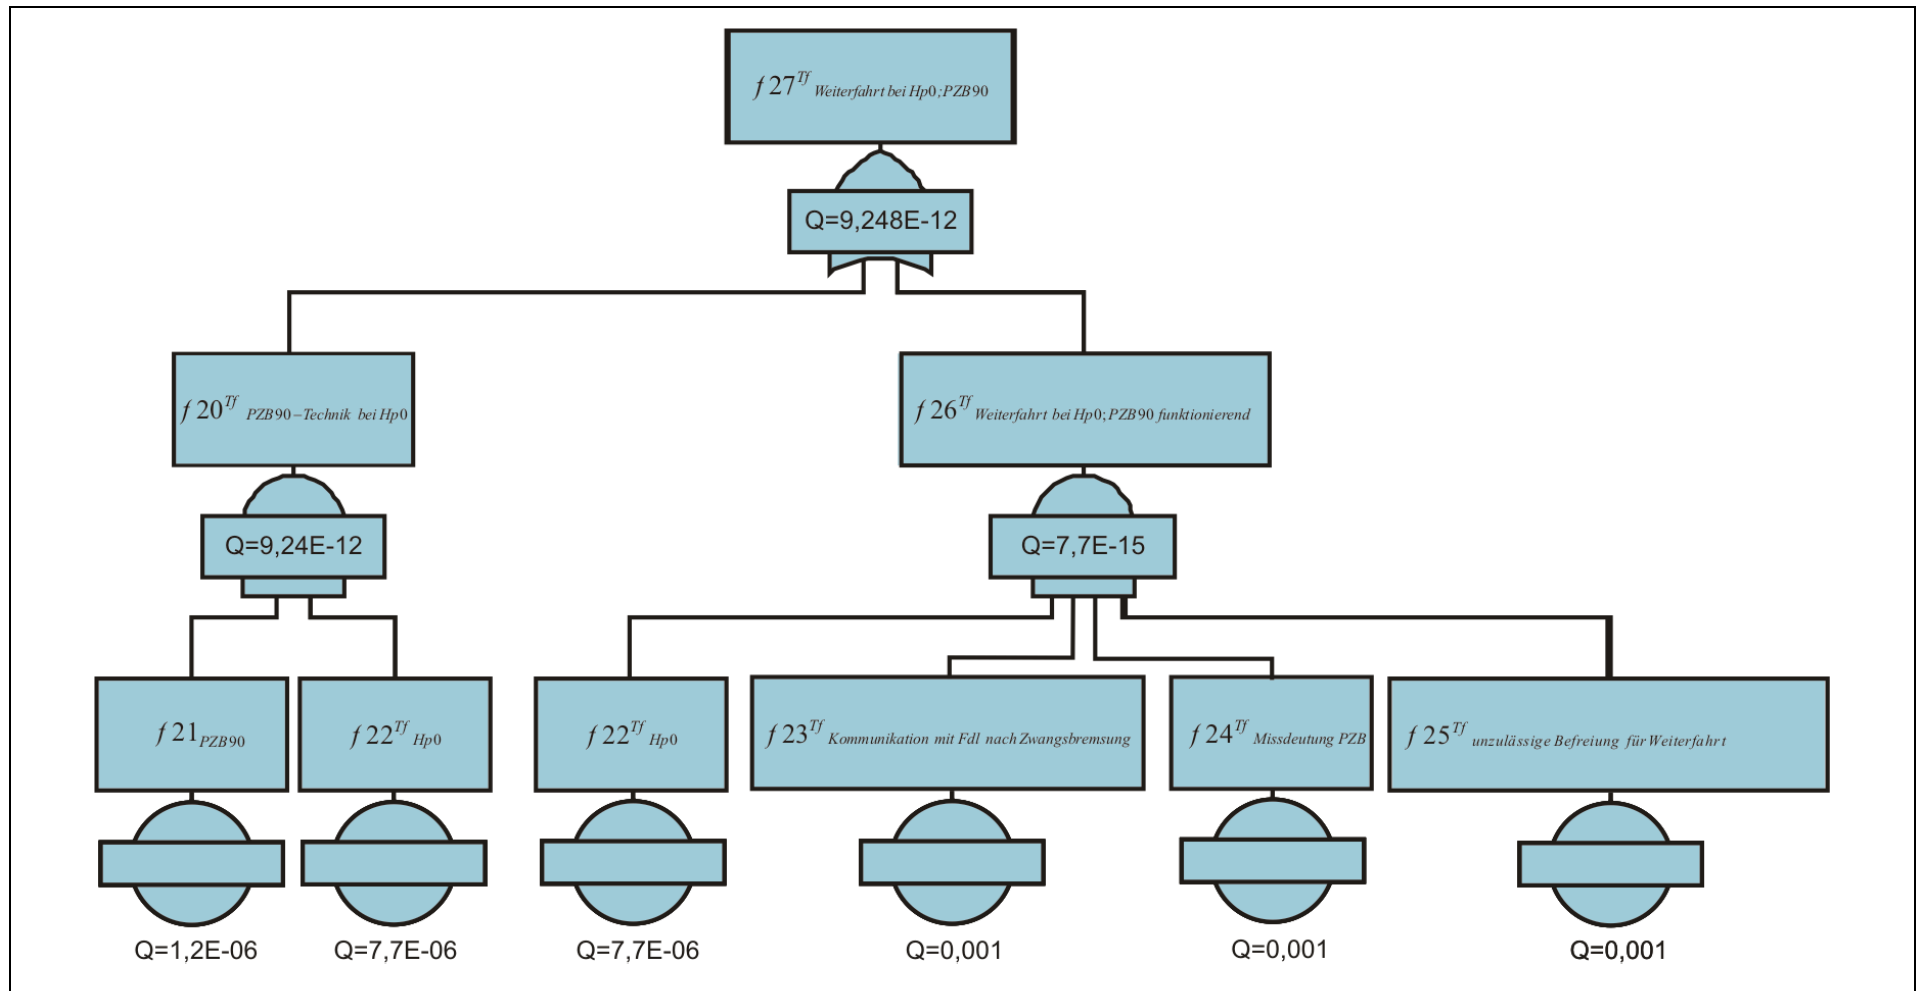 f 27 Tf Weiterfahrt bei Hp0; PZB90
Q=9,248E-12
f 20 Tf PZB90–Technik bei Hp0
f 26 Tf Weiterfahrt bei Hp0; PZB90 funktionierend
Q=9,24E-12
Q=7,7E-15
f 21 PZB90
f 22 Tf Hp0
f 22 Tf Hp0
f 23 Tf Kommunikation mit Fdl nach Zwangsbremsung
f 24 Tf Missdeutung PZB
f 25 Tf unzulässige Befreiung für Weiterfahrt
Q=1,2E-06
Q=7,7E-06
Q=7,7E-06
Q=0,001
Q=0,001
Q=0,001